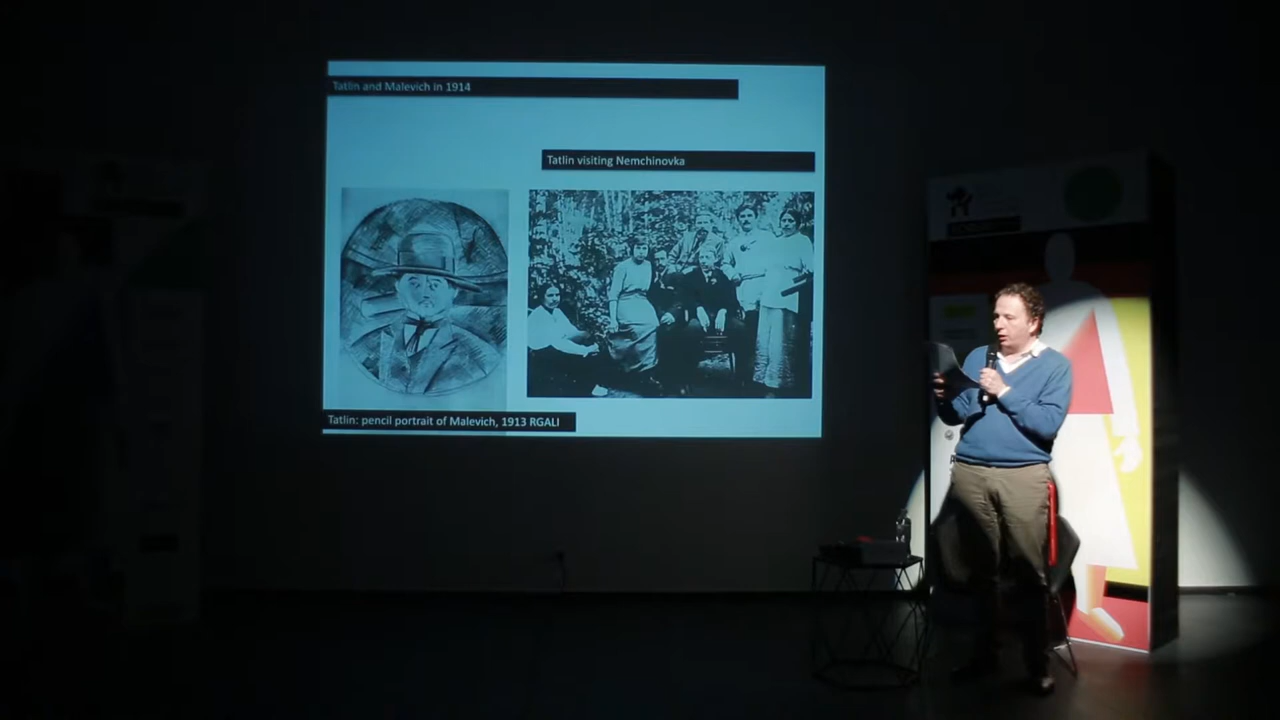 Tatlin and Malevich in 1914
Tatlin visiting Nemchinovka
Tatlin: pencil portrait of Malevich, 1913 RGALI